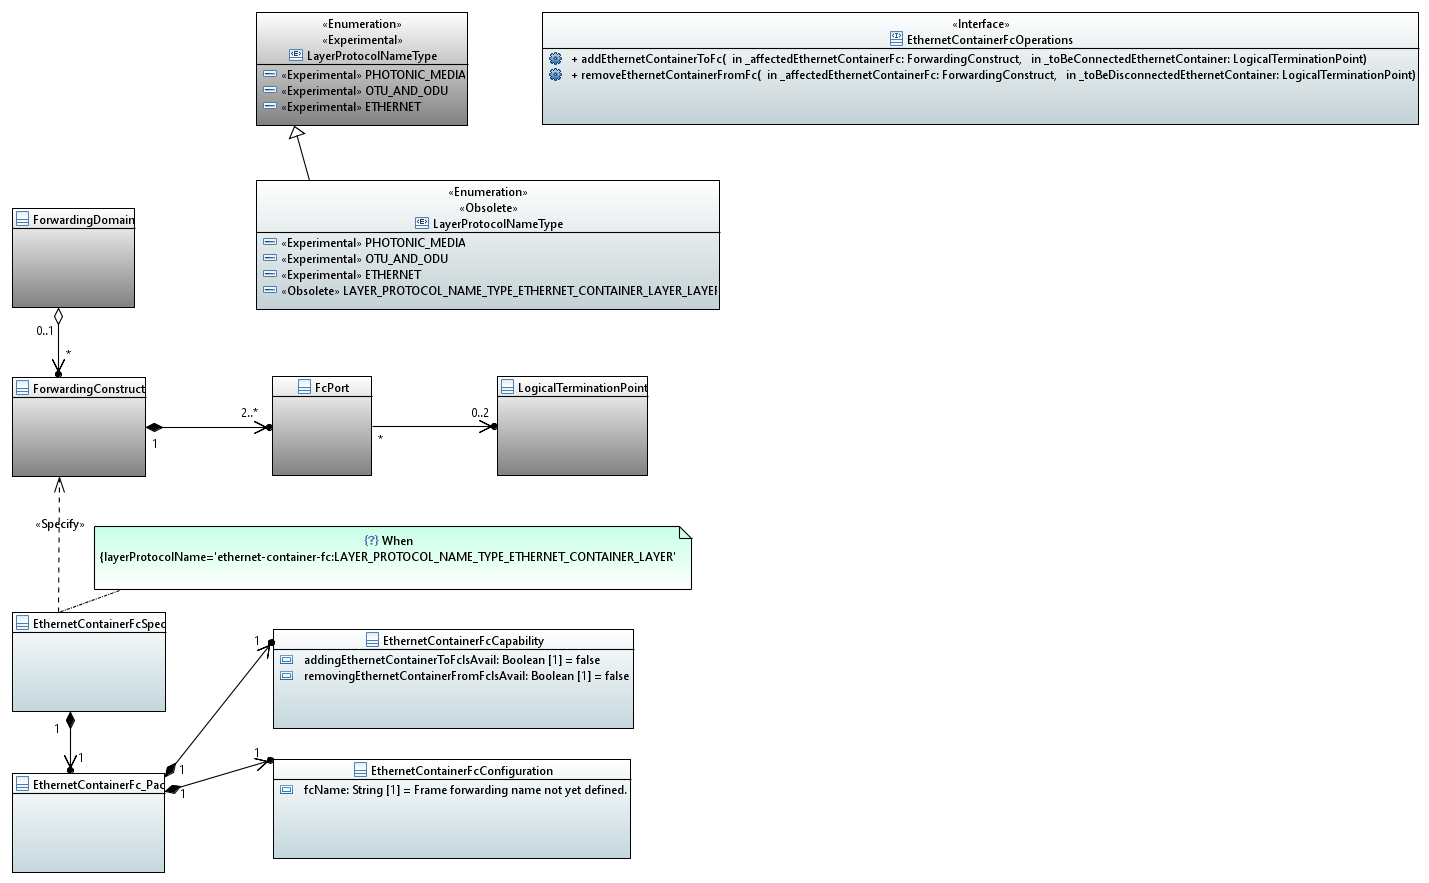 «Enumeration»
«Experimental»
LayerProtocolNameType
«Experimental» PHOTONIC_MEDIA
«Experimental» OTU_AND_ODU
«Experimental» ETHERNET
«Interface»
EthernetContainerFcOperations
+ addEthernetContainerToFc( in _affectedEthernetContainerFc: ForwardingConstruct, in _toBeConnectedEthernetContainer: LogicalTerminationPoint)
+ removeEthernetContainerFromFc( in _affectedEthernetContainerFc: ForwardingConstruct, in _toBeDisconnectedEthernetContainer: LogicalTerminationPoint)
«Enumeration»
«Obsolete»
LayerProtocolNameType
«Experimental» PHOTONIC_MEDIA
«Experimental» OTU_AND_ODU
«Experimental» ETHERNET
«Obsolete» LAYER_PROTOCOL_NAME_TYPE_ETHERNET_CONTAINER_LAYER_LAYER
ForwardingDomain
0..1
*
ForwardingConstruct
1
2..*
FcPort
*
0..2
LogicalTerminationPoint
«Specify»
{?} When
{layerProtocolName='ethernet-container-fc:LAYER_PROTOCOL_NAME_TYPE_ETHERNET_CONTAINER_LAYER'
EthernetContainerFcSpec
1
1
EthernetContainerFc_Pac
1
1
EthernetContainerFcCapability
addingEthernetContainerToFcIsAvail: Boolean [1] = false
removingEthernetContainerFromFcIsAvail: Boolean [1] = false
1
1
EthernetContainerFcConfiguration
fcName: String [1] = Frame forwarding name not yet defined.